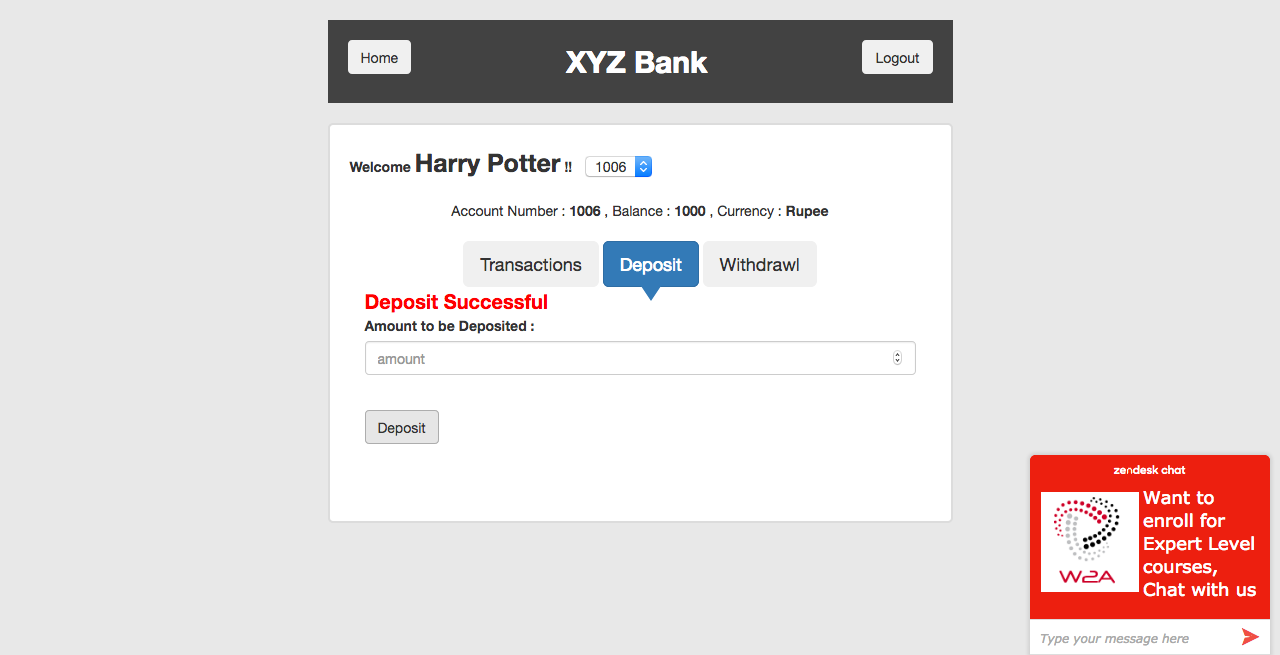 Home
XYZ Bank
Logout
Welcome Harry Potter !! 1006
Account Number : 1006 , Balance : 1000 , Currency : Rupee
Transactions
Deposit
Withdrawl
Deposit Successful
Amount to be Deposited :
amount
Deposit
zendesk chat
W2A
Want to
enroll for
Expert Level
courses,
Chat with us
Type your message here